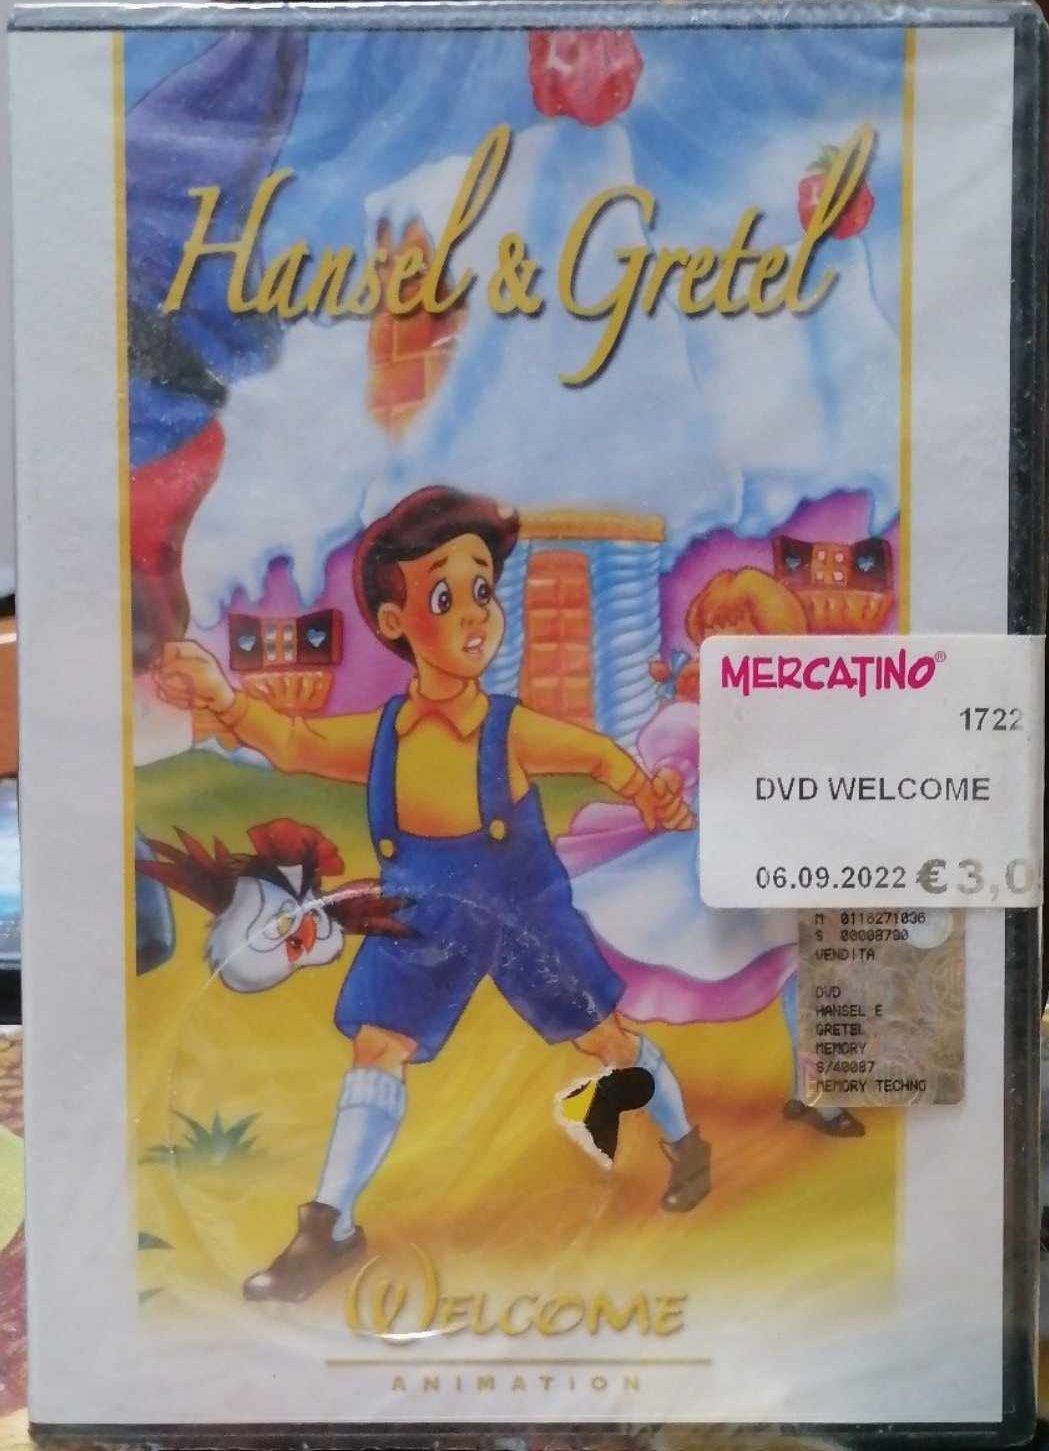 Hansel & Gretel
MERCATINO®
1722
DVD WELCOME
06.09.2022 € 3,0
M 0116271036
S 00008790
VENDITA
DVD
HANSEL E
GRETEL
MEMORY
S/40087
MEMORY TECHNO
WELCOME
ANIMATION